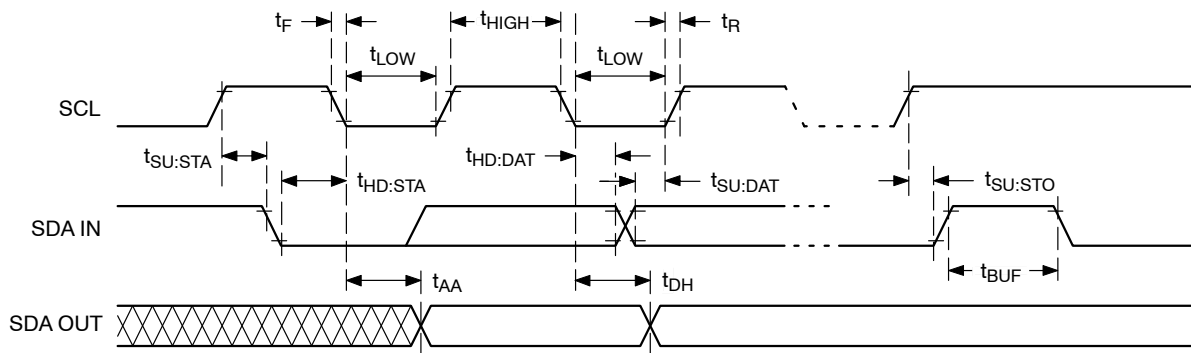 tF
tHIGH
tR
tLOW
tLOW
SCL
tSU:STA
tHD:STA
tHD:DAT
tSU:DAT
tSU:STO
SDA IN
tBUF
tAA
tDH
SDA OUT